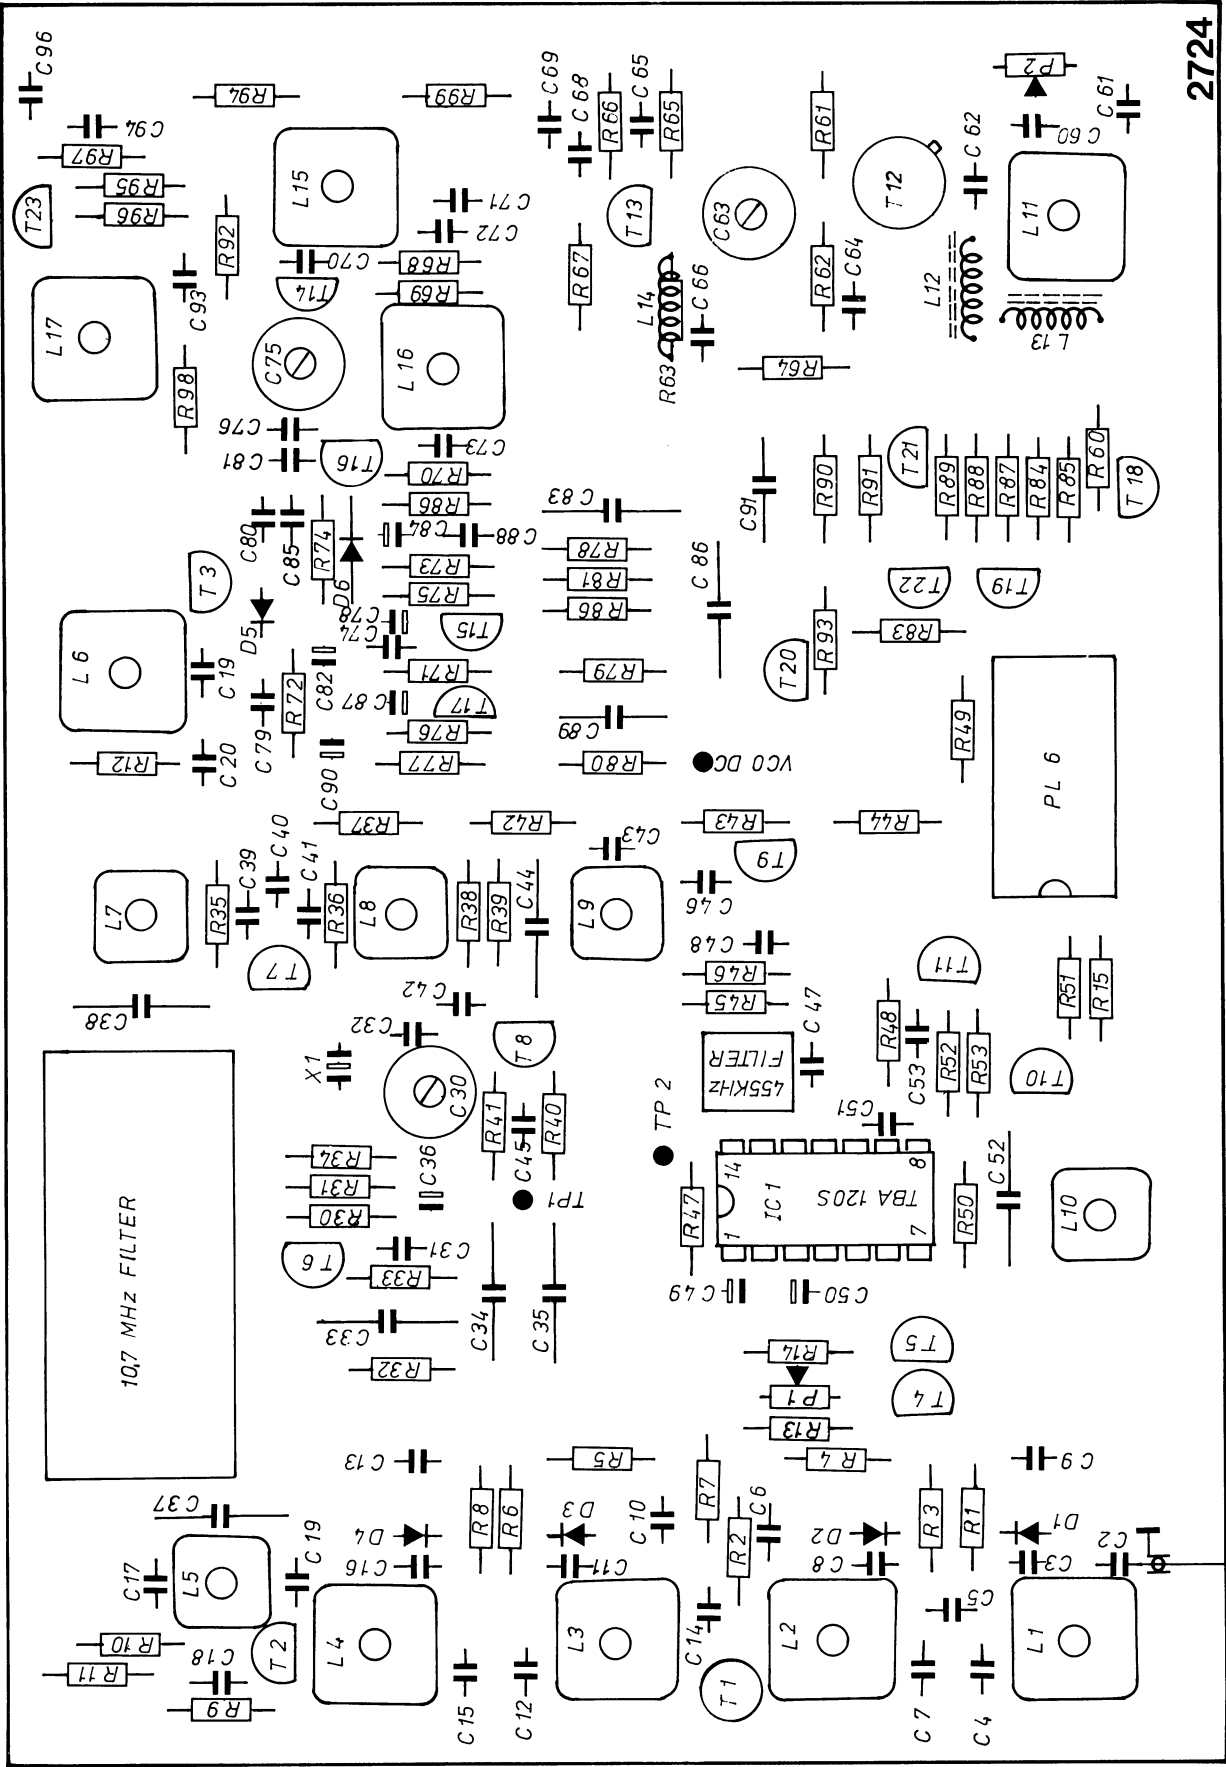 2724
C96
R94
R99
C69
C68
R66
C65
R65
R61
P2
C61
C94
R97
R95
R96
T23
L15
C71
C72
T13
C63
T12
C62
C60
L11
R92
C70
R68
R69
T14
R67
L14
C66
R62
C64
L12
L13
L17
C93
C75
L16
R63
R64
R98
C76
C81
T16
C73
R70
R86
C83
C91
R90
R91
T21
R89
R88
R87
R84
R85
R60
T18
C80
C85
R74
D6
C84
C88
R78
R73
R81
R75
R86
C86
T3
D5
C78
C74
T15
T22
T19
R93
R83
L6
C19
R72
C82
R71
R79
T20
C87
T17
C79
R76
C89
R49
R12
C20
C90
R77
R80
VCO DC
PL 6
R37
R42
R43
R44
C39
C40
C41
C43
T9
L7
R35
R36
L8
R38
R39
C44
L9
C46
T7
C48
T11
C42
R46
R45
C38
C32
C47
R51
R15
X1
T8
455KHz
FILTER
R48
C53
R52
R53
T10
C30
R41
C45
R40
TP 2
C51
10,7 MHz FILTER
R34
R31
R30
C36
TP1
R47
14
8
IC1
TBA 120S
1
7
R50
C52
L10
T6
C31
R33
C49
C50
C33
C34
C35
R32
R14
P1
R13
T5
T4
C13
R5
R4
C9
C37
R8
R6
R7
R3
R1
D4
D3
C10
R2
C6
D2
D1
C17
L5
C19
C16
C11
C8
C3
C2
R10
R11
C18
T2
L4
L3
C14
L2
C5
L1
R9
C15
C12
T1
C7
C4